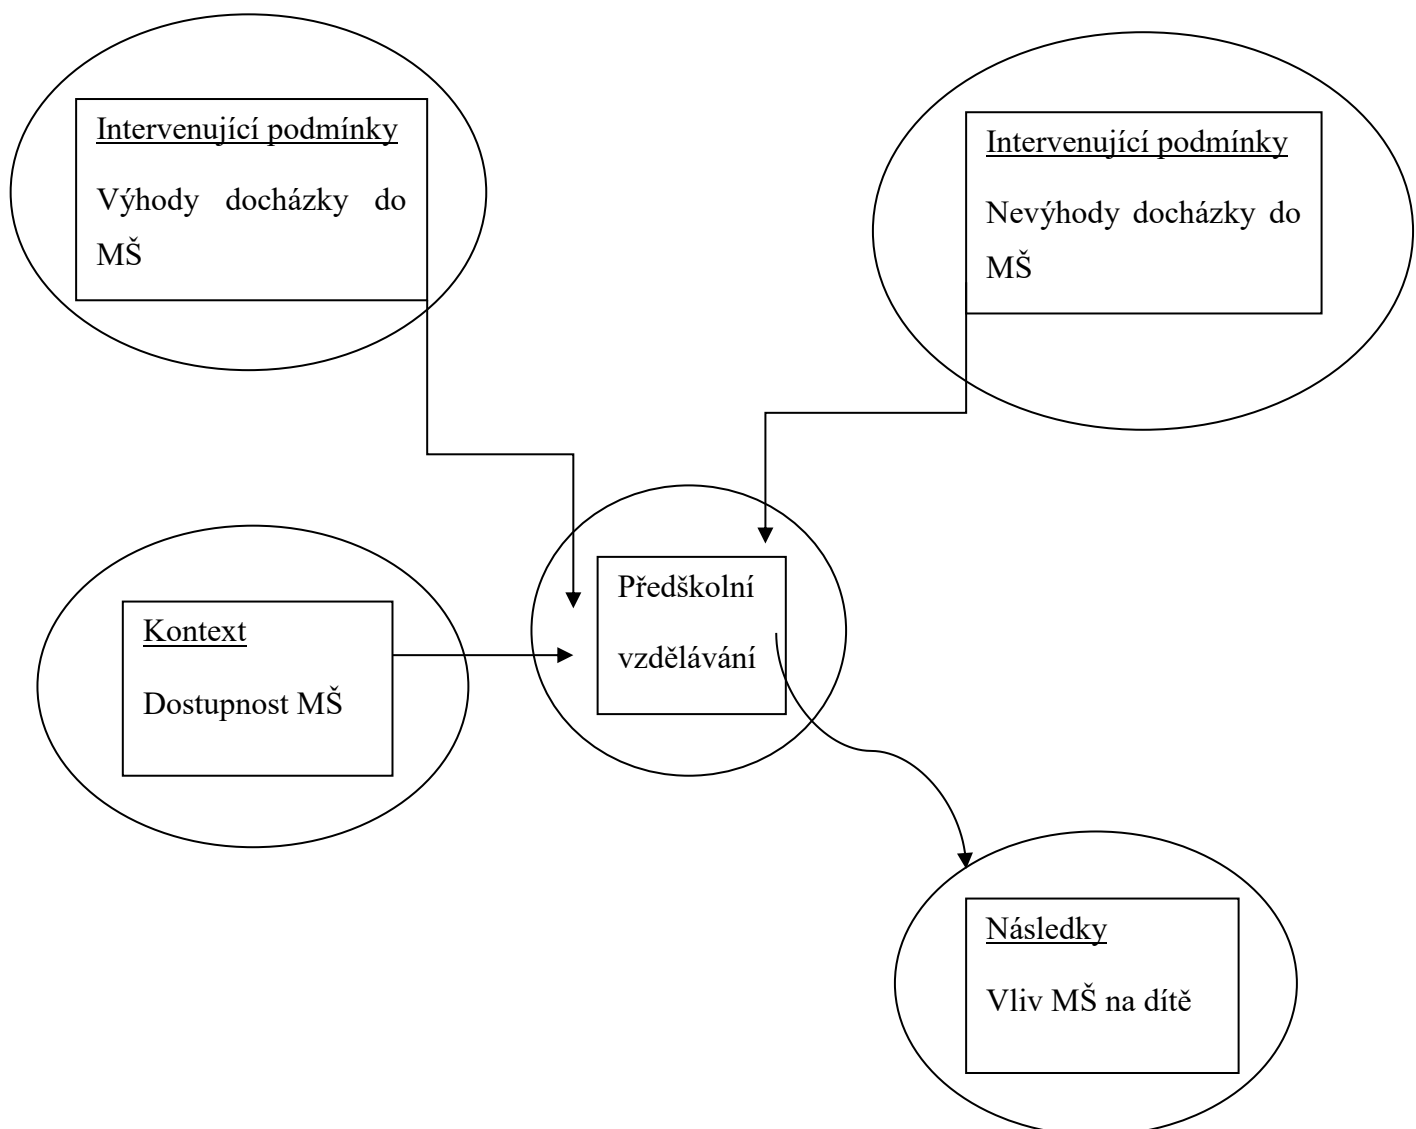 Intervenující podmínky
Výhody docházky do
MŠ
Intervenující podmínky
Nevýhody docházky do
MŠ
Předškolní
vzdělávání
Kontext
Dostupnost MŠ
Následky
Vliv MŠ na dítě